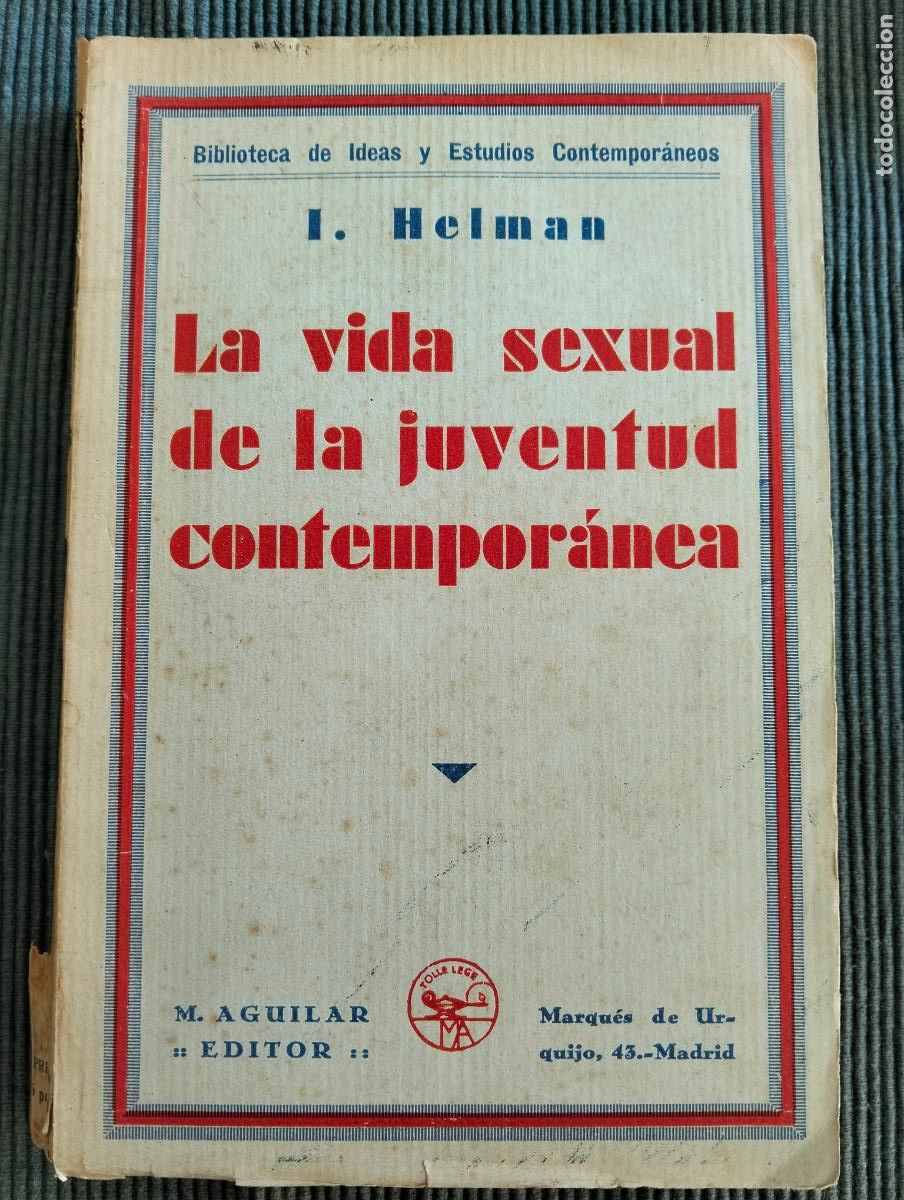 Biblioteca de Ideas y Estudios Contemporáneos
I. Helman
La vida sexual
de la juventud
contemporánea
TOLLE LEGE
MA
M. AGUILAR
:: EDITOR ::
Marqués de Ur-
quijo, 43.-Madrid
todocoleccion